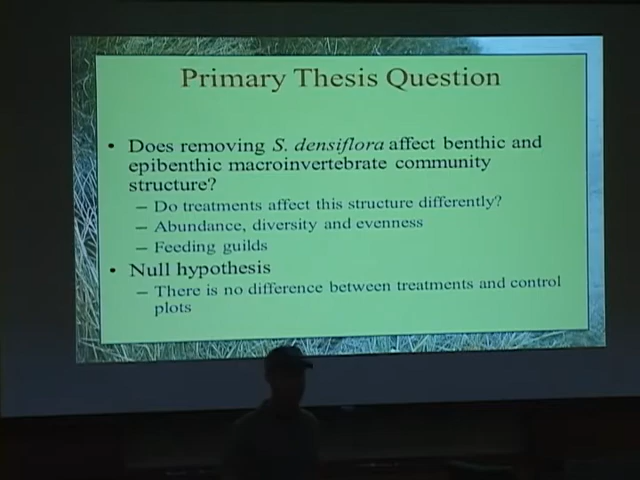 Primary Thesis Question
• Does removing S. densiflora affect benthic and
epibenthic macroinvertebrate community
structure?
– Do treatments affect this structure differently?
– Abundance, diversity and evenness
– Feeding guilds
• Null hypothesis
– There is no difference between treatments and control
plots